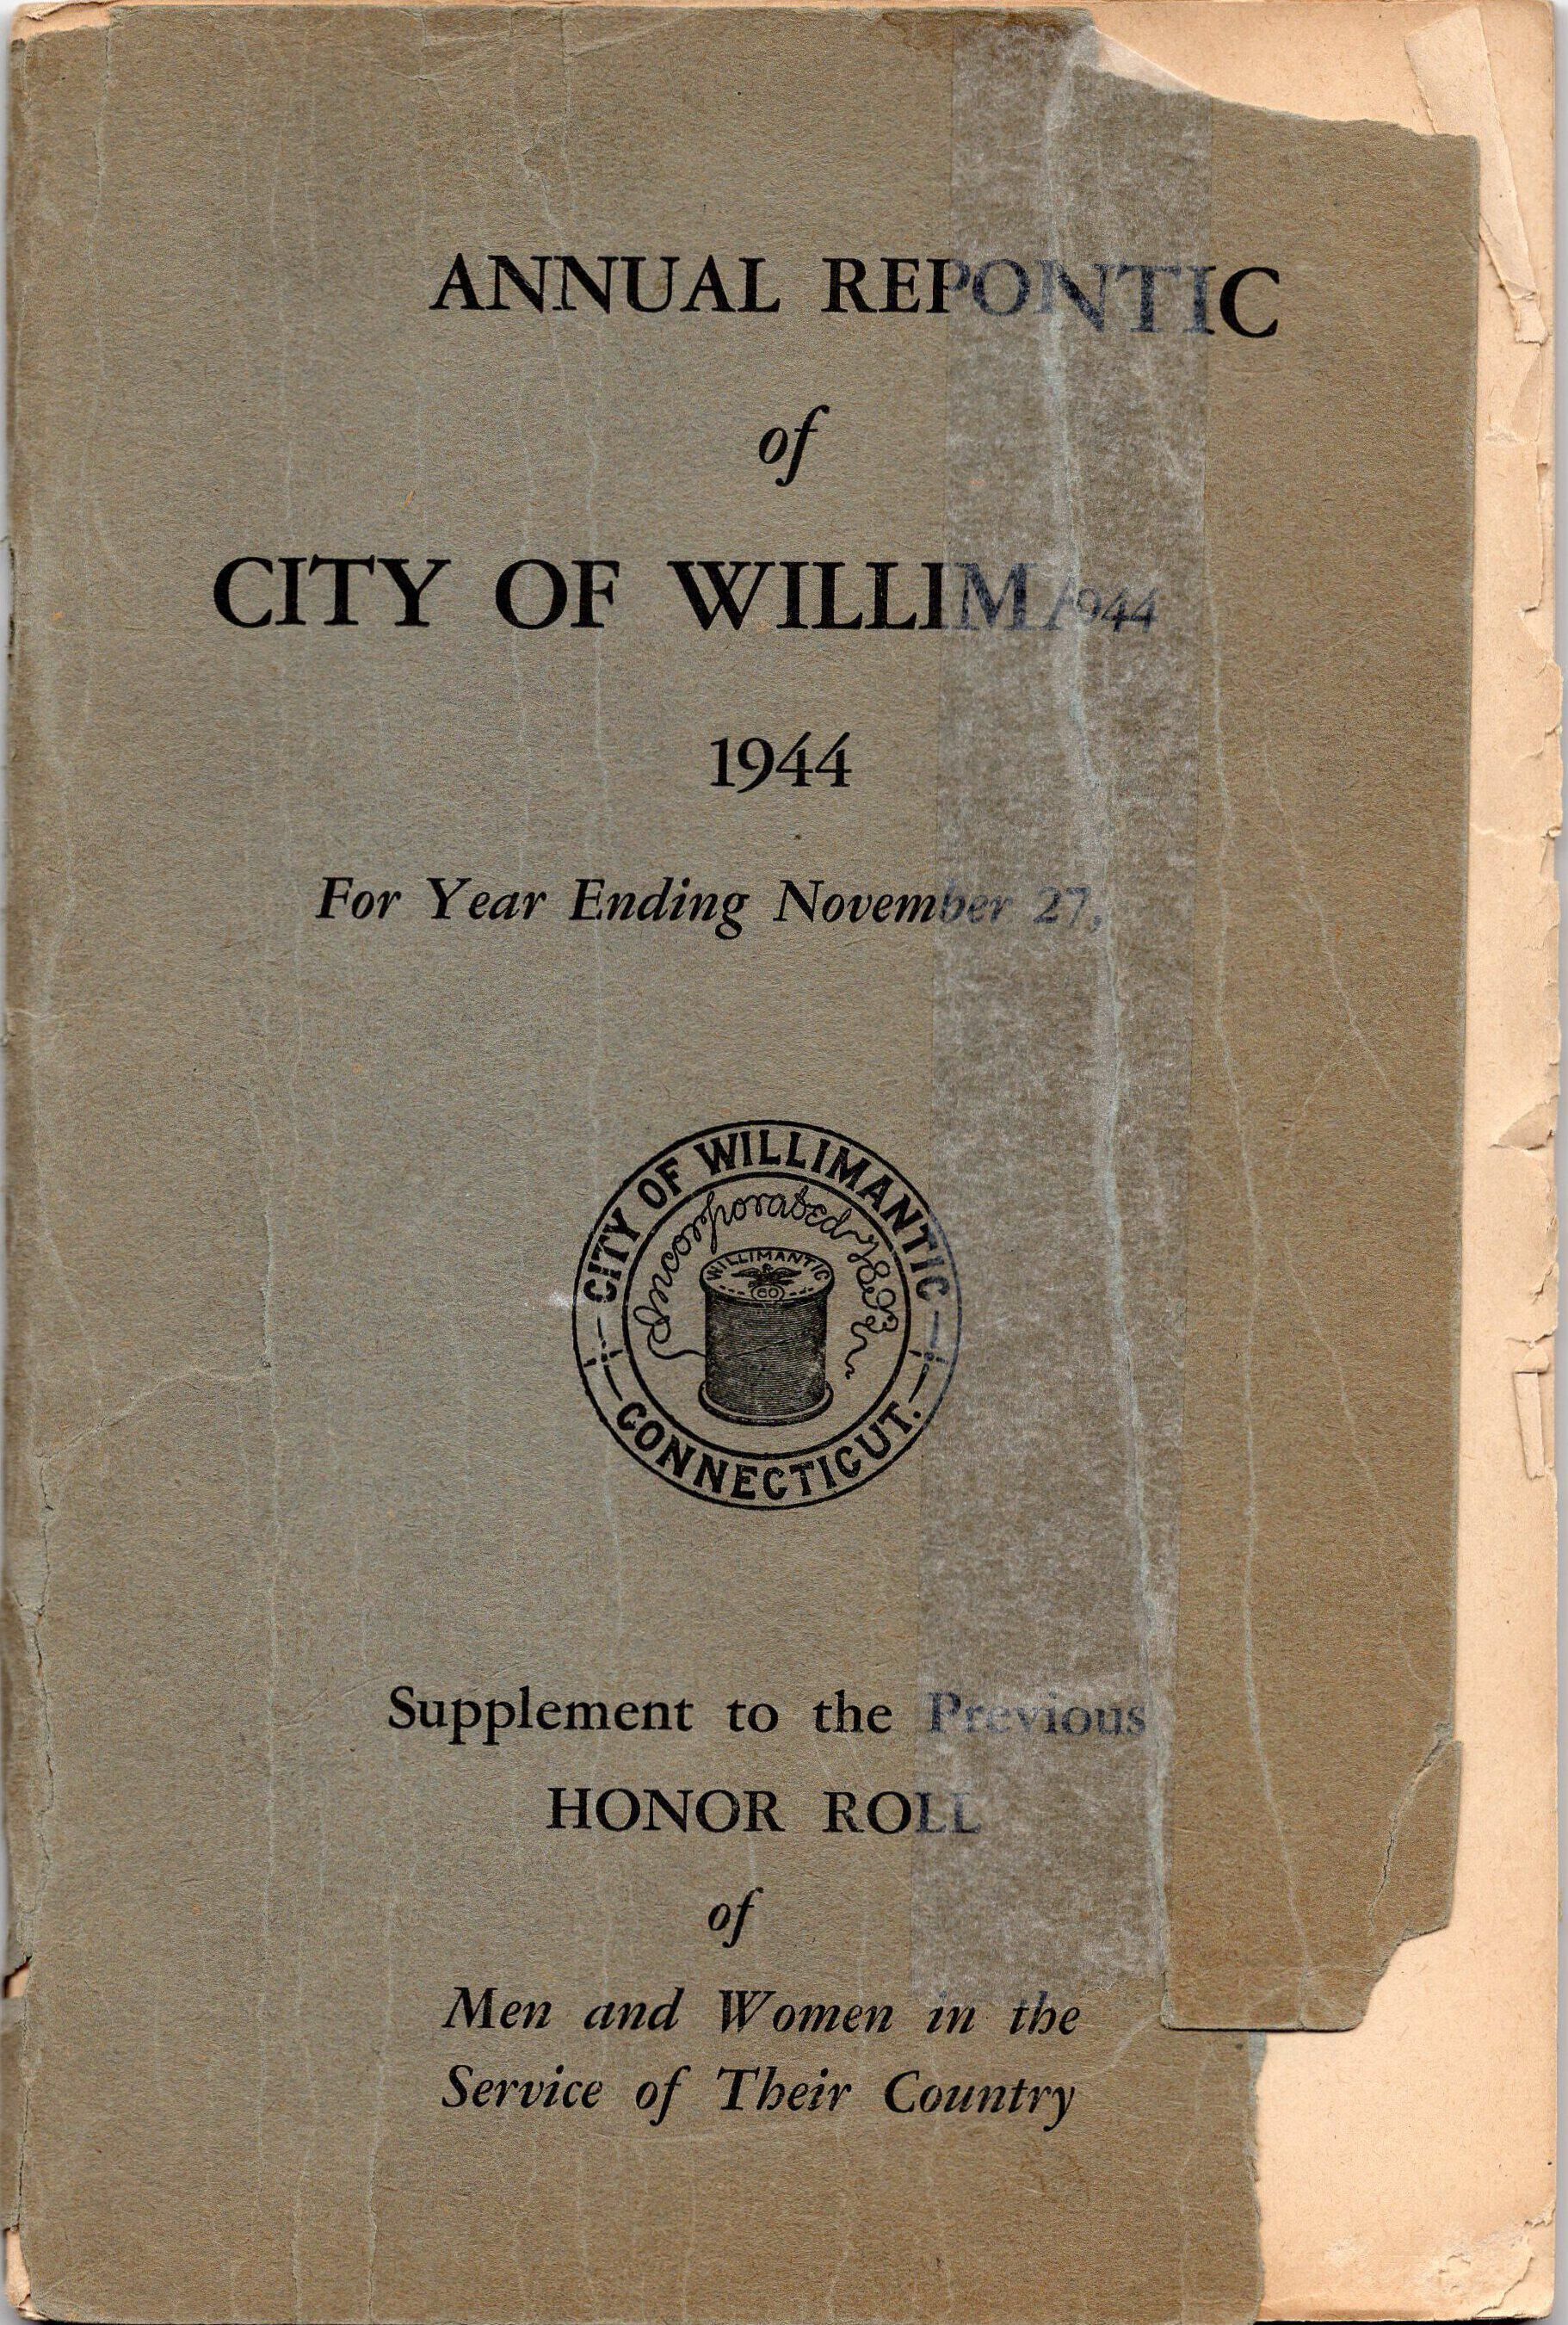 ANNUAL REPONTIC
of
CITY OF WILLIMA944
1944
For Year Ending November 27,
CITY OF WILLIMANTIC
Incorporated 1893
WILLIMANTIC
CO
CONNECTICUT.
Supplement to the Previous
HONOR ROLL
of
Men and Women in the
Service of Their Country